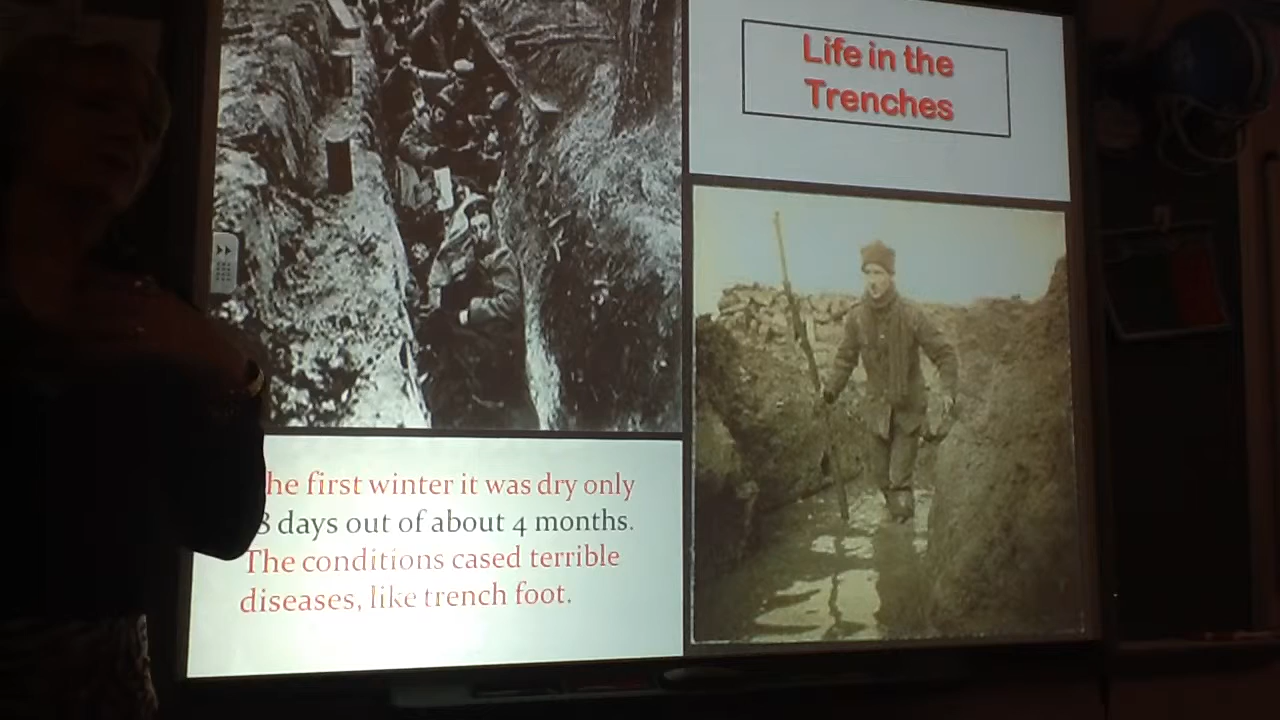 Life in the
Trenches
he first winter it was dry only
8 days out of about 4 months.
The conditions cased terrible
diseases, like trench foot.